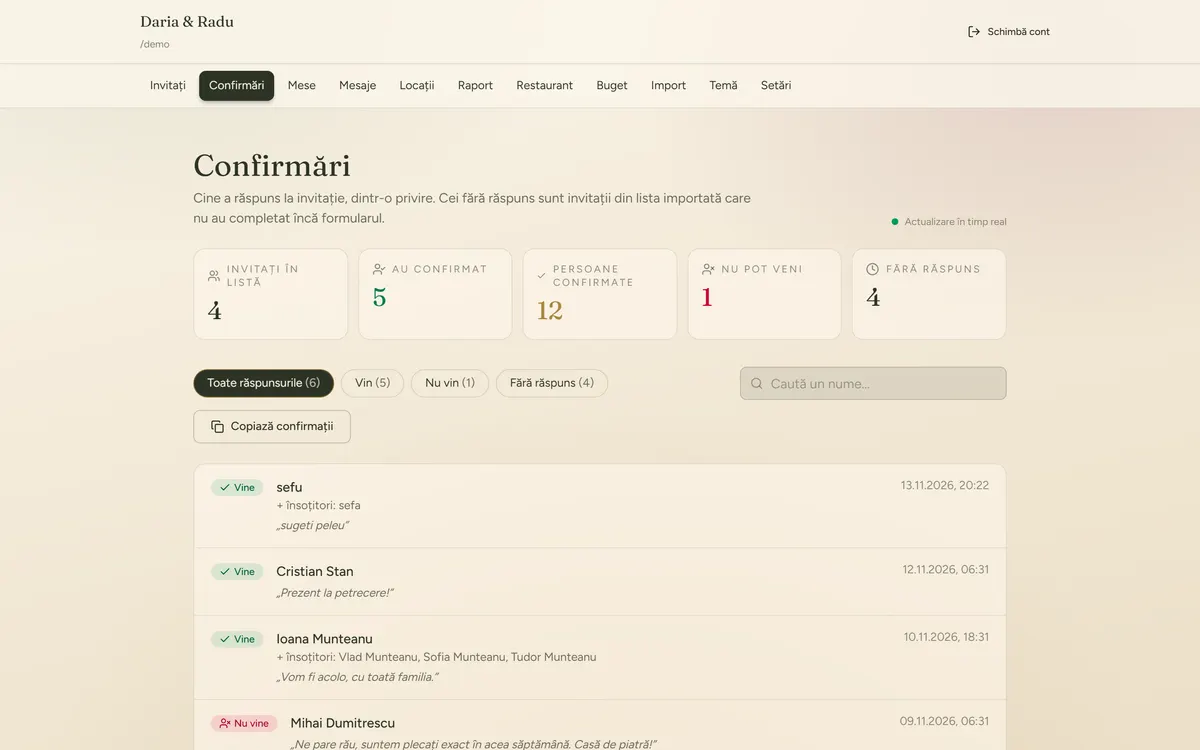 Daria & Radu
/demo
Schimbă cont
Invitați Confirmări Mese Mesaje Locații Raport Restaurant Buget Import Temă Setări
Confirmări
Cine a răspuns la invitație, dintr-o privire. Cei fără răspuns sunt invitații din lista importată care
nu au completat încă formularul.
Actualizare în timp real
INVITAȚI ÎN
LISTĂ
4
AU CONFIRMAT
5
PERSOANE
CONFIRMATE
12
NU POT VENI
1
FĂRĂ RĂSPUNS
4
Toate răspunsurile (6) Vin (5) Nu vin (1) Fără răspuns (4)
Caută un nume...
Copiază confirmații
Vine sefu 13.11.2026, 20:22
+ însoțitori: sefa
„sugeti peleu”
Vine Cristian Stan 12.11.2026, 06:31
„Prezent la petrecere!”
Vine Ioana Munteanu 10.11.2026, 18:31
+ însoțitori: Vlad Munteanu, Sofia Munteanu, Tudor Munteanu
„Vom fi acolo, cu toată familia.”
Nu vine Mihai Dumitrescu 09.11.2026, 06:31
„Ne pare rău, suntem plecați exact în acea săptămână. Casă de piatră!”